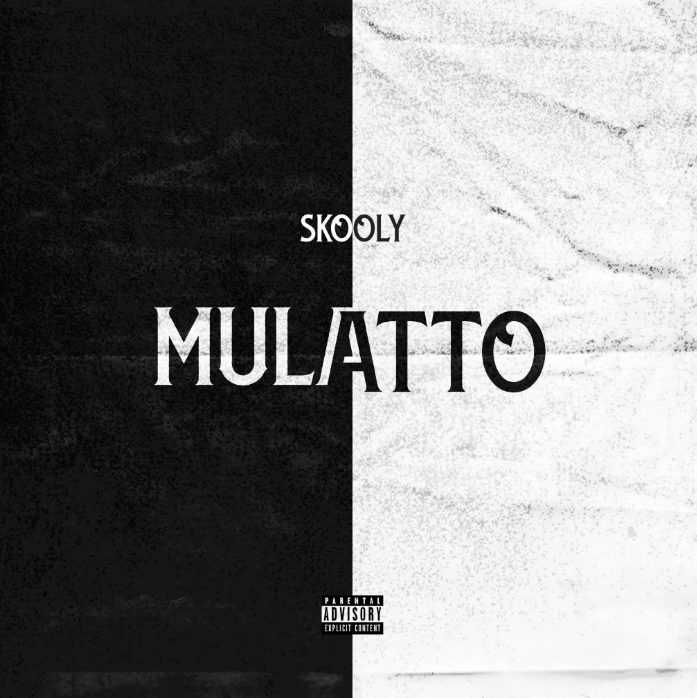 SKOOLY
MULATTO
PARENTAL
ADVISORY
EXPLICIT CONTENT